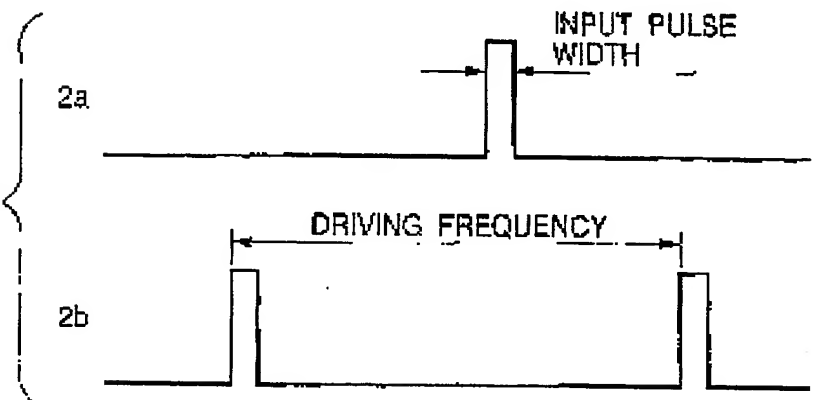 INPUT PULSE
WIDTH
2a
DRIVING FREQUENCY
2b